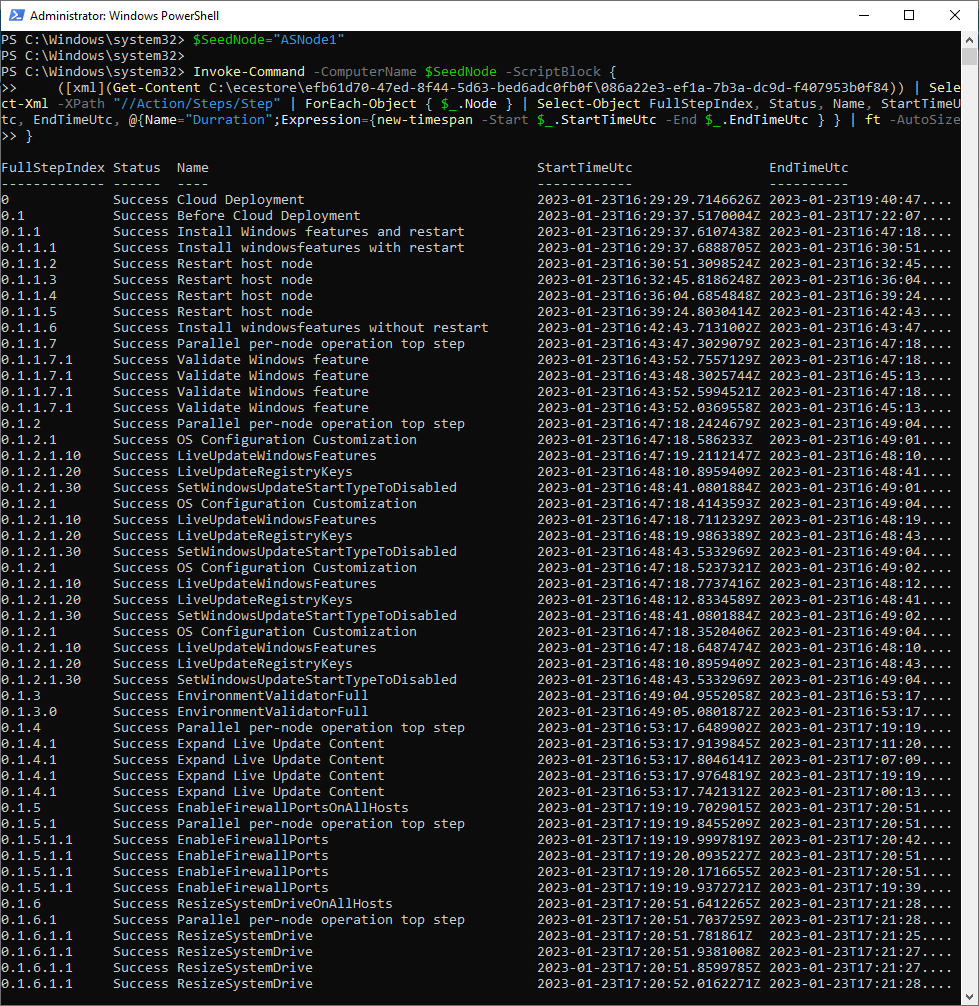 Administrator: Windows PowerShell
PS C:\Windows\system32> $SeedNode="ASNode1"
PS C:\Windows\system32>
PS C:\Windows\system32> Invoke-Command -ComputerName $SeedNode -ScriptBlock {
>>     ([xml](Get-Content C:\ecestore\efb61d70-47ed-8f44-5d63-bed6adc0fb0f\086a22e3-ef1a-7b3a-dc9d-f407953b0f84)) | Sele
ct-Xml -XPath "//Action/Steps/Step" | ForEach-Object { $_.Node } | Select-Object FullStepIndex, Status, Name, StartTimeU
tc, EndTimeUtc, @{Name="Durration";Expression={new-timespan -Start $_.StartTimeUtc -End $_.EndTimeUtc } } | ft -AutoSize
>> }
FullStepIndex Status  Name                                         StartTimeUtc                 EndTimeUtc
------------- ------  ----                                         ------------                 ----------
0             Success Cloud Deployment                             2023-01-23T16:29:29.7146626Z 2023-01-23T19:40:47....
0.1           Success Before Cloud Deployment                      2023-01-23T16:29:37.5170004Z 2023-01-23T17:22:07....
0.1.1         Success Install Windows features and restart         2023-01-23T16:29:37.6107438Z 2023-01-23T16:47:18....
0.1.1.1       Success Install windowsfeatures with restart         2023-01-23T16:29:37.6888705Z 2023-01-23T16:30:51....
0.1.1.2       Success Restart host node                            2023-01-23T16:30:51.3098524Z 2023-01-23T16:32:45....
0.1.1.3       Success Restart host node                            2023-01-23T16:32:45.8186248Z 2023-01-23T16:36:04....
0.1.1.4       Success Restart host node                            2023-01-23T16:36:04.6854848Z 2023-01-23T16:39:24....
0.1.1.5       Success Restart host node                            2023-01-23T16:39:24.8030414Z 2023-01-23T16:42:43....
0.1.1.6       Success Install windowsfeatures without restart      2023-01-23T16:42:43.7131002Z 2023-01-23T16:43:47....
0.1.1.7       Success Parallel per-node operation top step         2023-01-23T16:43:47.3029079Z 2023-01-23T16:47:18....
0.1.1.7.1     Success Validate Windows feature                     2023-01-23T16:43:52.7557129Z 2023-01-23T16:47:18....
0.1.1.7.1     Success Validate Windows feature                     2023-01-23T16:43:48.3025744Z 2023-01-23T16:45:13....
0.1.1.7.1     Success Validate Windows feature                     2023-01-23T16:43:52.5994521Z 2023-01-23T16:47:18....
0.1.1.7.1     Success Validate Windows feature                     2023-01-23T16:43:52.0369558Z 2023-01-23T16:45:13....
0.1.2         Success Parallel per-node operation top step         2023-01-23T16:47:18.2424679Z 2023-01-23T16:49:01....
0.1.2.1       Success OS Configuration Customization               2023-01-23T16:47:18.586233Z  2023-01-23T16:49:01....
0.1.2.1.10    Success LiveUpdateWindowsFeatures                    2023-01-23T16:47:19.2112147Z 2023-01-23T16:48:10....
0.1.2.1.20    Success LiveUpdateRegistryKeys                       2023-01-23T16:48:10.8959409Z 2023-01-23T16:48:41....
0.1.2.1.30    Success SetWindowsUpdateStartTypeToDisabled          2023-01-23T16:48:41.0801884Z 2023-01-23T16:49:01....
0.1.2.1       Success OS Configuration Customization               2023-01-23T16:47:18.4143593Z 2023-01-23T16:49:04....
0.1.2.1.10    Success LiveUpdateWindowsFeatures                    2023-01-23T16:47:18.7112329Z 2023-01-23T16:48:19....
0.1.2.1.20    Success LiveUpdateRegistryKeys                       2023-01-23T16:48:19.9863389Z 2023-01-23T16:48:43....
0.1.2.1.30    Success SetWindowsUpdateStartTypeToDisabled          2023-01-23T16:48:43.5332969Z 2023-01-23T16:49:04....
0.1.2.1       Success OS Configuration Customization               2023-01-23T16:47:18.5237321Z 2023-01-23T16:49:02....
0.1.2.1.10    Success LiveUpdateWindowsFeatures                    2023-01-23T16:47:18.7737416Z 2023-01-23T16:48:12....
0.1.2.1.20    Success LiveUpdateRegistryKeys                       2023-01-23T16:48:12.8334589Z 2023-01-23T16:48:41....
0.1.2.1.30    Success SetWindowsUpdateStartTypeToDisabled          2023-01-23T16:48:41.0801884Z 2023-01-23T16:49:02....
0.1.2.1       Success OS Configuration Customization               2023-01-23T16:47:18.3520406Z 2023-01-23T16:49:04....
0.1.2.1.10    Success LiveUpdateWindowsFeatures                    2023-01-23T16:47:18.6487474Z 2023-01-23T16:48:10....
0.1.2.1.20    Success LiveUpdateRegistryKeys                       2023-01-23T16:48:10.8959409Z 2023-01-23T16:48:43....
0.1.2.1.30    Success SetWindowsUpdateStartTypeToDisabled          2023-01-23T16:48:43.5332969Z 2023-01-23T16:49:04....
0.1.3         Success EnvironmentValidatorFull                     2023-01-23T16:49:04.9552058Z 2023-01-23T16:53:17....
0.1.3.0       Success EnvironmentValidatorFull                     2023-01-23T16:49:05.0801872Z 2023-01-23T16:53:17....
0.1.4         Success Parallel per-node operation top step         2023-01-23T16:53:17.6489902Z 2023-01-23T17:19:19....
0.1.4.1       Success Expand Live Update Content                   2023-01-23T16:53:17.9139845Z 2023-01-23T17:11:20....
0.1.4.1       Success Expand Live Update Content                   2023-01-23T16:53:17.8046141Z 2023-01-23T17:07:09....
0.1.4.1       Success Expand Live Update Content                   2023-01-23T16:53:17.9764819Z 2023-01-23T17:19:19....
0.1.4.1       Success Expand Live Update Content                   2023-01-23T16:53:17.7421312Z 2023-01-23T17:00:13....
0.1.5         Success EnableFirewallPortsOnAllHosts                2023-01-23T17:19:19.7029015Z 2023-01-23T17:20:51....
0.1.5.1       Success Parallel per-node operation top step         2023-01-23T17:19:19.8455209Z 2023-01-23T17:20:51....
0.1.5.1.1     Success EnableFirewallPorts                          2023-01-23T17:19:19.9997819Z 2023-01-23T17:20:42....
0.1.5.1.1     Success EnableFirewallPorts                          2023-01-23T17:19:20.0935227Z 2023-01-23T17:20:51....
0.1.5.1.1     Success EnableFirewallPorts                          2023-01-23T17:19:20.1716655Z 2023-01-23T17:20:51....
0.1.5.1.1     Success EnableFirewallPorts                          2023-01-23T17:19:19.9372721Z 2023-01-23T17:19:39....
0.1.6         Success ResizeSystemDriveOnAllHosts                  2023-01-23T17:20:51.6412265Z 2023-01-23T17:21:28....
0.1.6.1       Success Parallel per-node operation top step         2023-01-23T17:20:51.7037259Z 2023-01-23T17:21:28....
0.1.6.1.1     Success ResizeSystemDrive                            2023-01-23T17:20:51.781861Z  2023-01-23T17:21:25....
0.1.6.1.1     Success ResizeSystemDrive                            2023-01-23T17:20:51.9381008Z 2023-01-23T17:21:27....
0.1.6.1.1     Success ResizeSystemDrive                            2023-01-23T17:20:51.8599785Z 2023-01-23T17:21:27....
0.1.6.1.1     Success ResizeSystemDrive                            2023-01-23T17:20:52.0162271Z 2023-01-23T17:21:28....